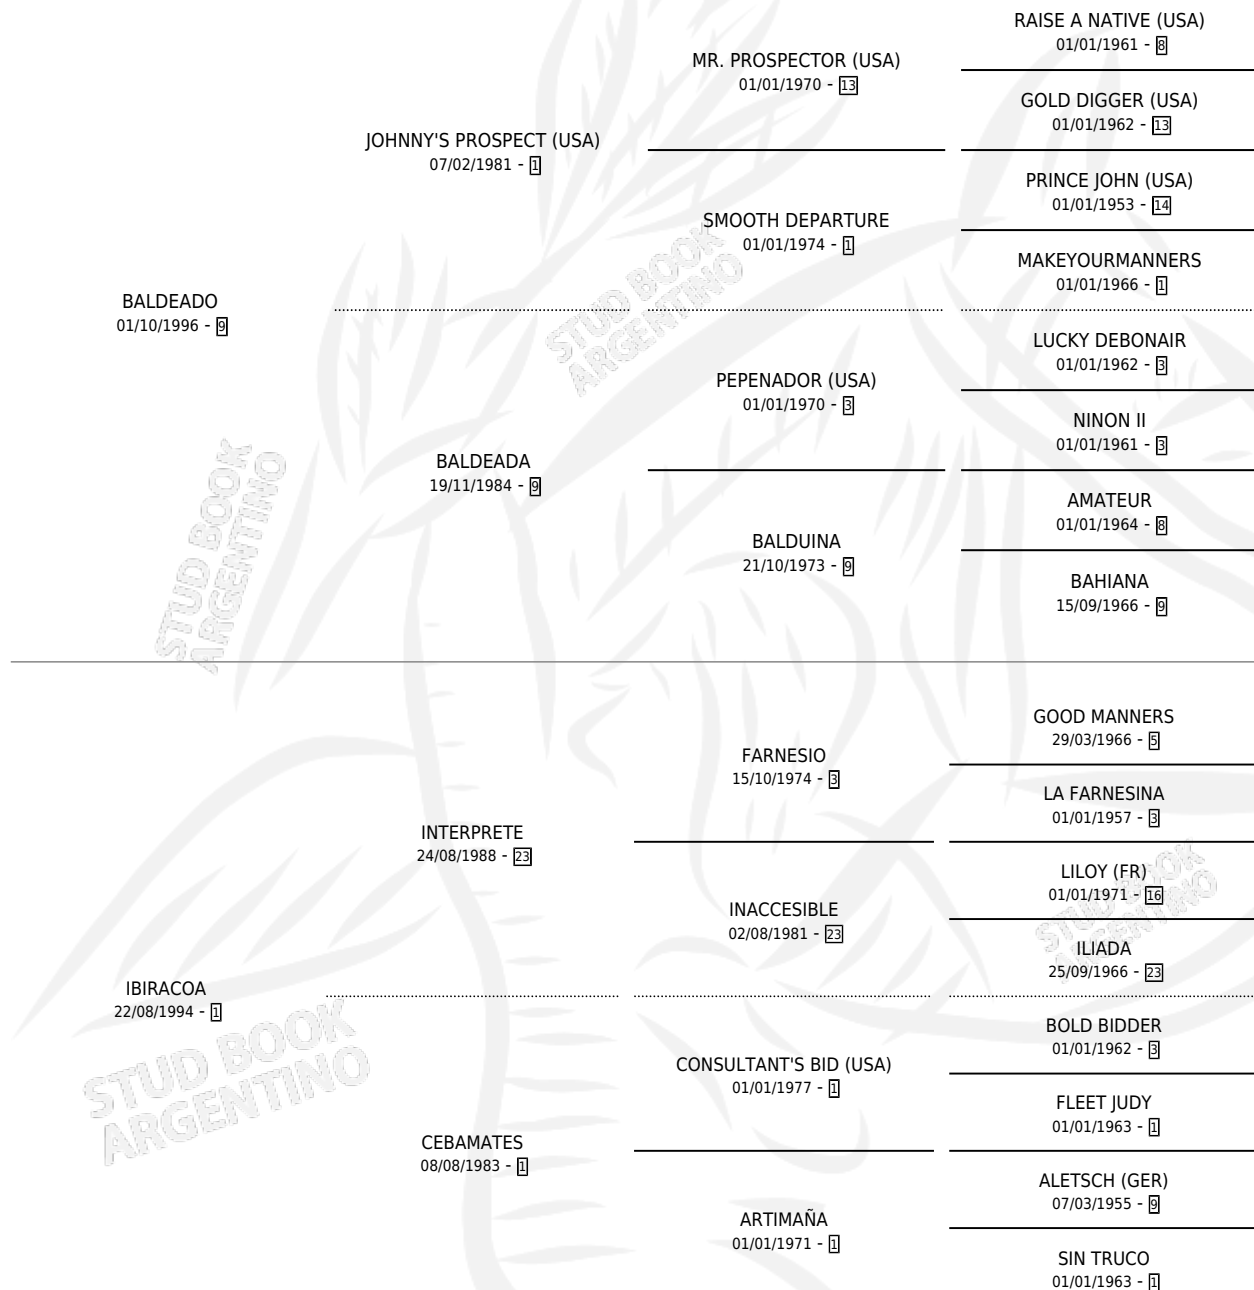 RAISE A NATIVE (USA)
01/01/1961 - 8
MR. PROSPECTOR (USA)
01/01/1970 - 13
GOLD DIGGER (USA)
01/01/1962 - 13
JOHNNY'S PROSPECT (USA)
07/02/1981 - 1
PRINCE JOHN (USA)
01/01/1953 - 14
SMOOTH DEPARTURE
01/01/1974 - 1
MAKEYOURMANNERS
01/01/1966 - 1
BALDEADO
01/10/1996 - 9
LUCKY DEBONAIR
01/01/1962 - 3
PEPENADOR (USA)
01/01/1970 - 3
NINON II
01/01/1961 - 3
BALDEADA
19/11/1984 - 9
AMATEUR
01/01/1964 - 8
BALDUINA
21/10/1973 - 9
BAHIANA
15/09/1966 - 9
STUD BOOK
ARGENTINO
STUD BOOK
ARGENTINO
GOOD MANNERS
29/03/1966 - 5
FARNESIO
15/10/1974 - 3
LA FARNESINA
01/01/1957 - 3
INTERPRETE
24/08/1988 - 23
LILOY (FR)
01/01/1971 - 16
INACCESIBLE
02/08/1981 - 23
ILIADA
25/09/1966 - 23
STUD BOOK
ARGENTINO
IBIRACOA
22/08/1994 - 1
BOLD BIDDER
01/01/1962 - 3
CONSULTANT'S BID (USA)
01/01/1977 - 1
FLEET JUDY
01/01/1963 - 1
STUD BOOK
ARGENTINO
CEBAMATES
08/08/1983 - 1
ALETSCH (GER)
07/03/1955 - 9
ARTIMAÑA
01/01/1971 - 1
SIN TRUCO
01/01/1963 - 1